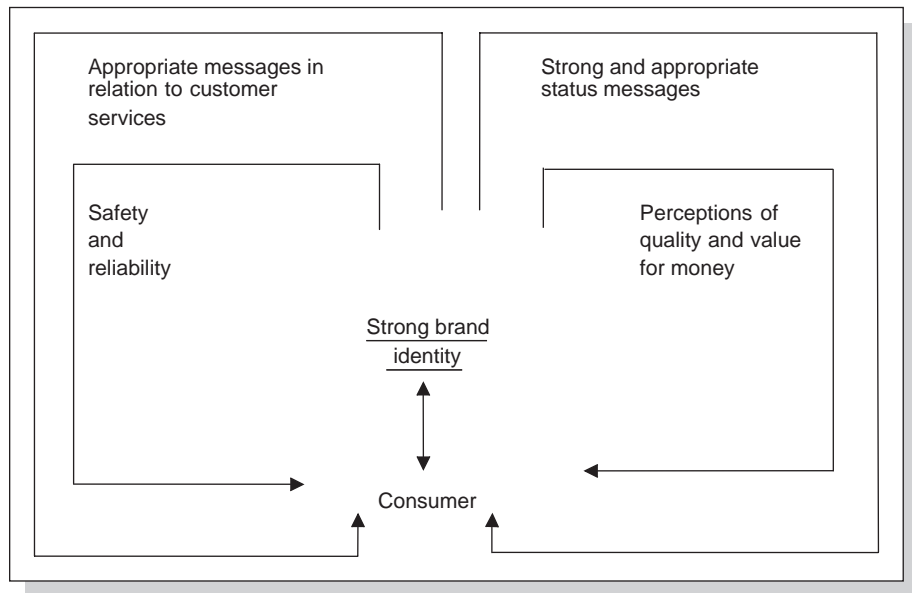 Appropriate messages in
relation to customer
services
Strong and appropriate
status messages
Safety
and
reliability
Perceptions of
quality and value
for money
Strong brand
identity
Consumer